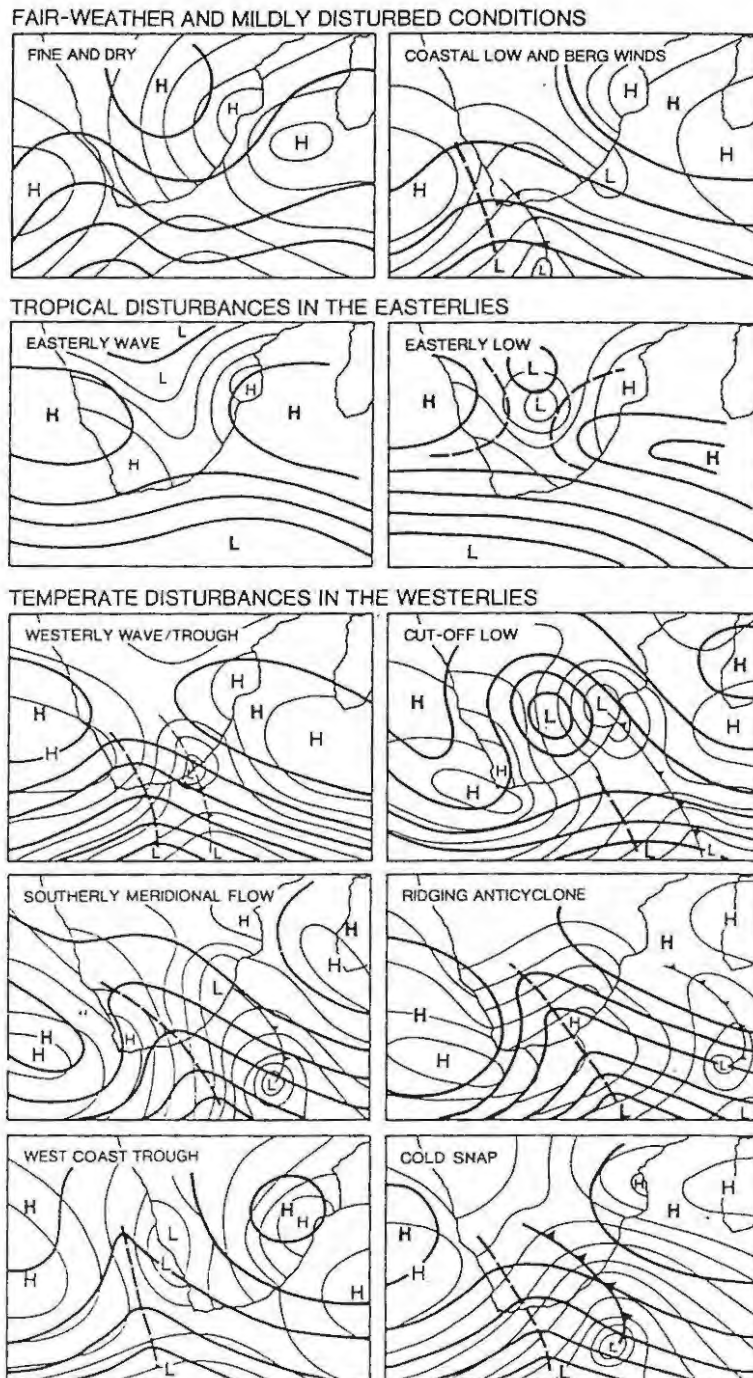 FAIR-WEATHER AND MILDLY DISTURBED CONDITIONS
FINE AND DRY
H
H
H
H
COASTAL LOW AND BERG WINDS
H
H
H
H
L
L
L
TROPICAL DISTURBANCES IN THE EASTERLIES
EASTERLY WAVE
L
L
H
H
H
H
L
EASTERLY LOW
L
H
H
L
H
L
TEMPERATE DISTURBANCES IN THE WESTERLIES
WESTERLY WAVE/TROUGH
H
H
H
H
H
L
L
L
CUT-OFF LOW
H
H
L
L
H
H
H
L
L
SOUTHERLY MERIDIONAL FLOW
H
H
H
L
H
H
H
L
RIDGING ANTICYCLONE
H
H
H
H
H
L
L
L
WEST COAST TROUGH
H
H
H
L
H
L
H
L
COLD SNAP
H
H
H
H
H
L
L